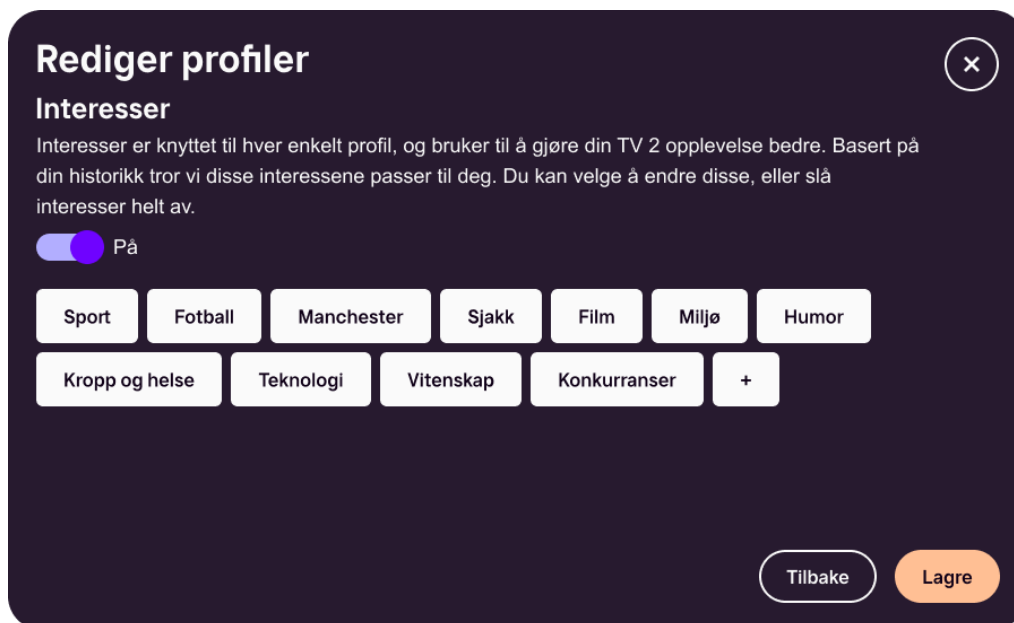 Rediger profiler
Interesser
Interesser er knyttet til hver enkelt profil, og bruker til å gjøre din TV 2 opplevelse bedre. Basert på
din historikk tror vi disse interessene passer til deg. Du kan velge å endre disse, eller slå
interesser helt av.
På
Sport Fotball Manchester Sjakk Film Miljø Humor
Kropp og helse Teknologi Vitenskap Konkurranser +
Tilbake Lagre